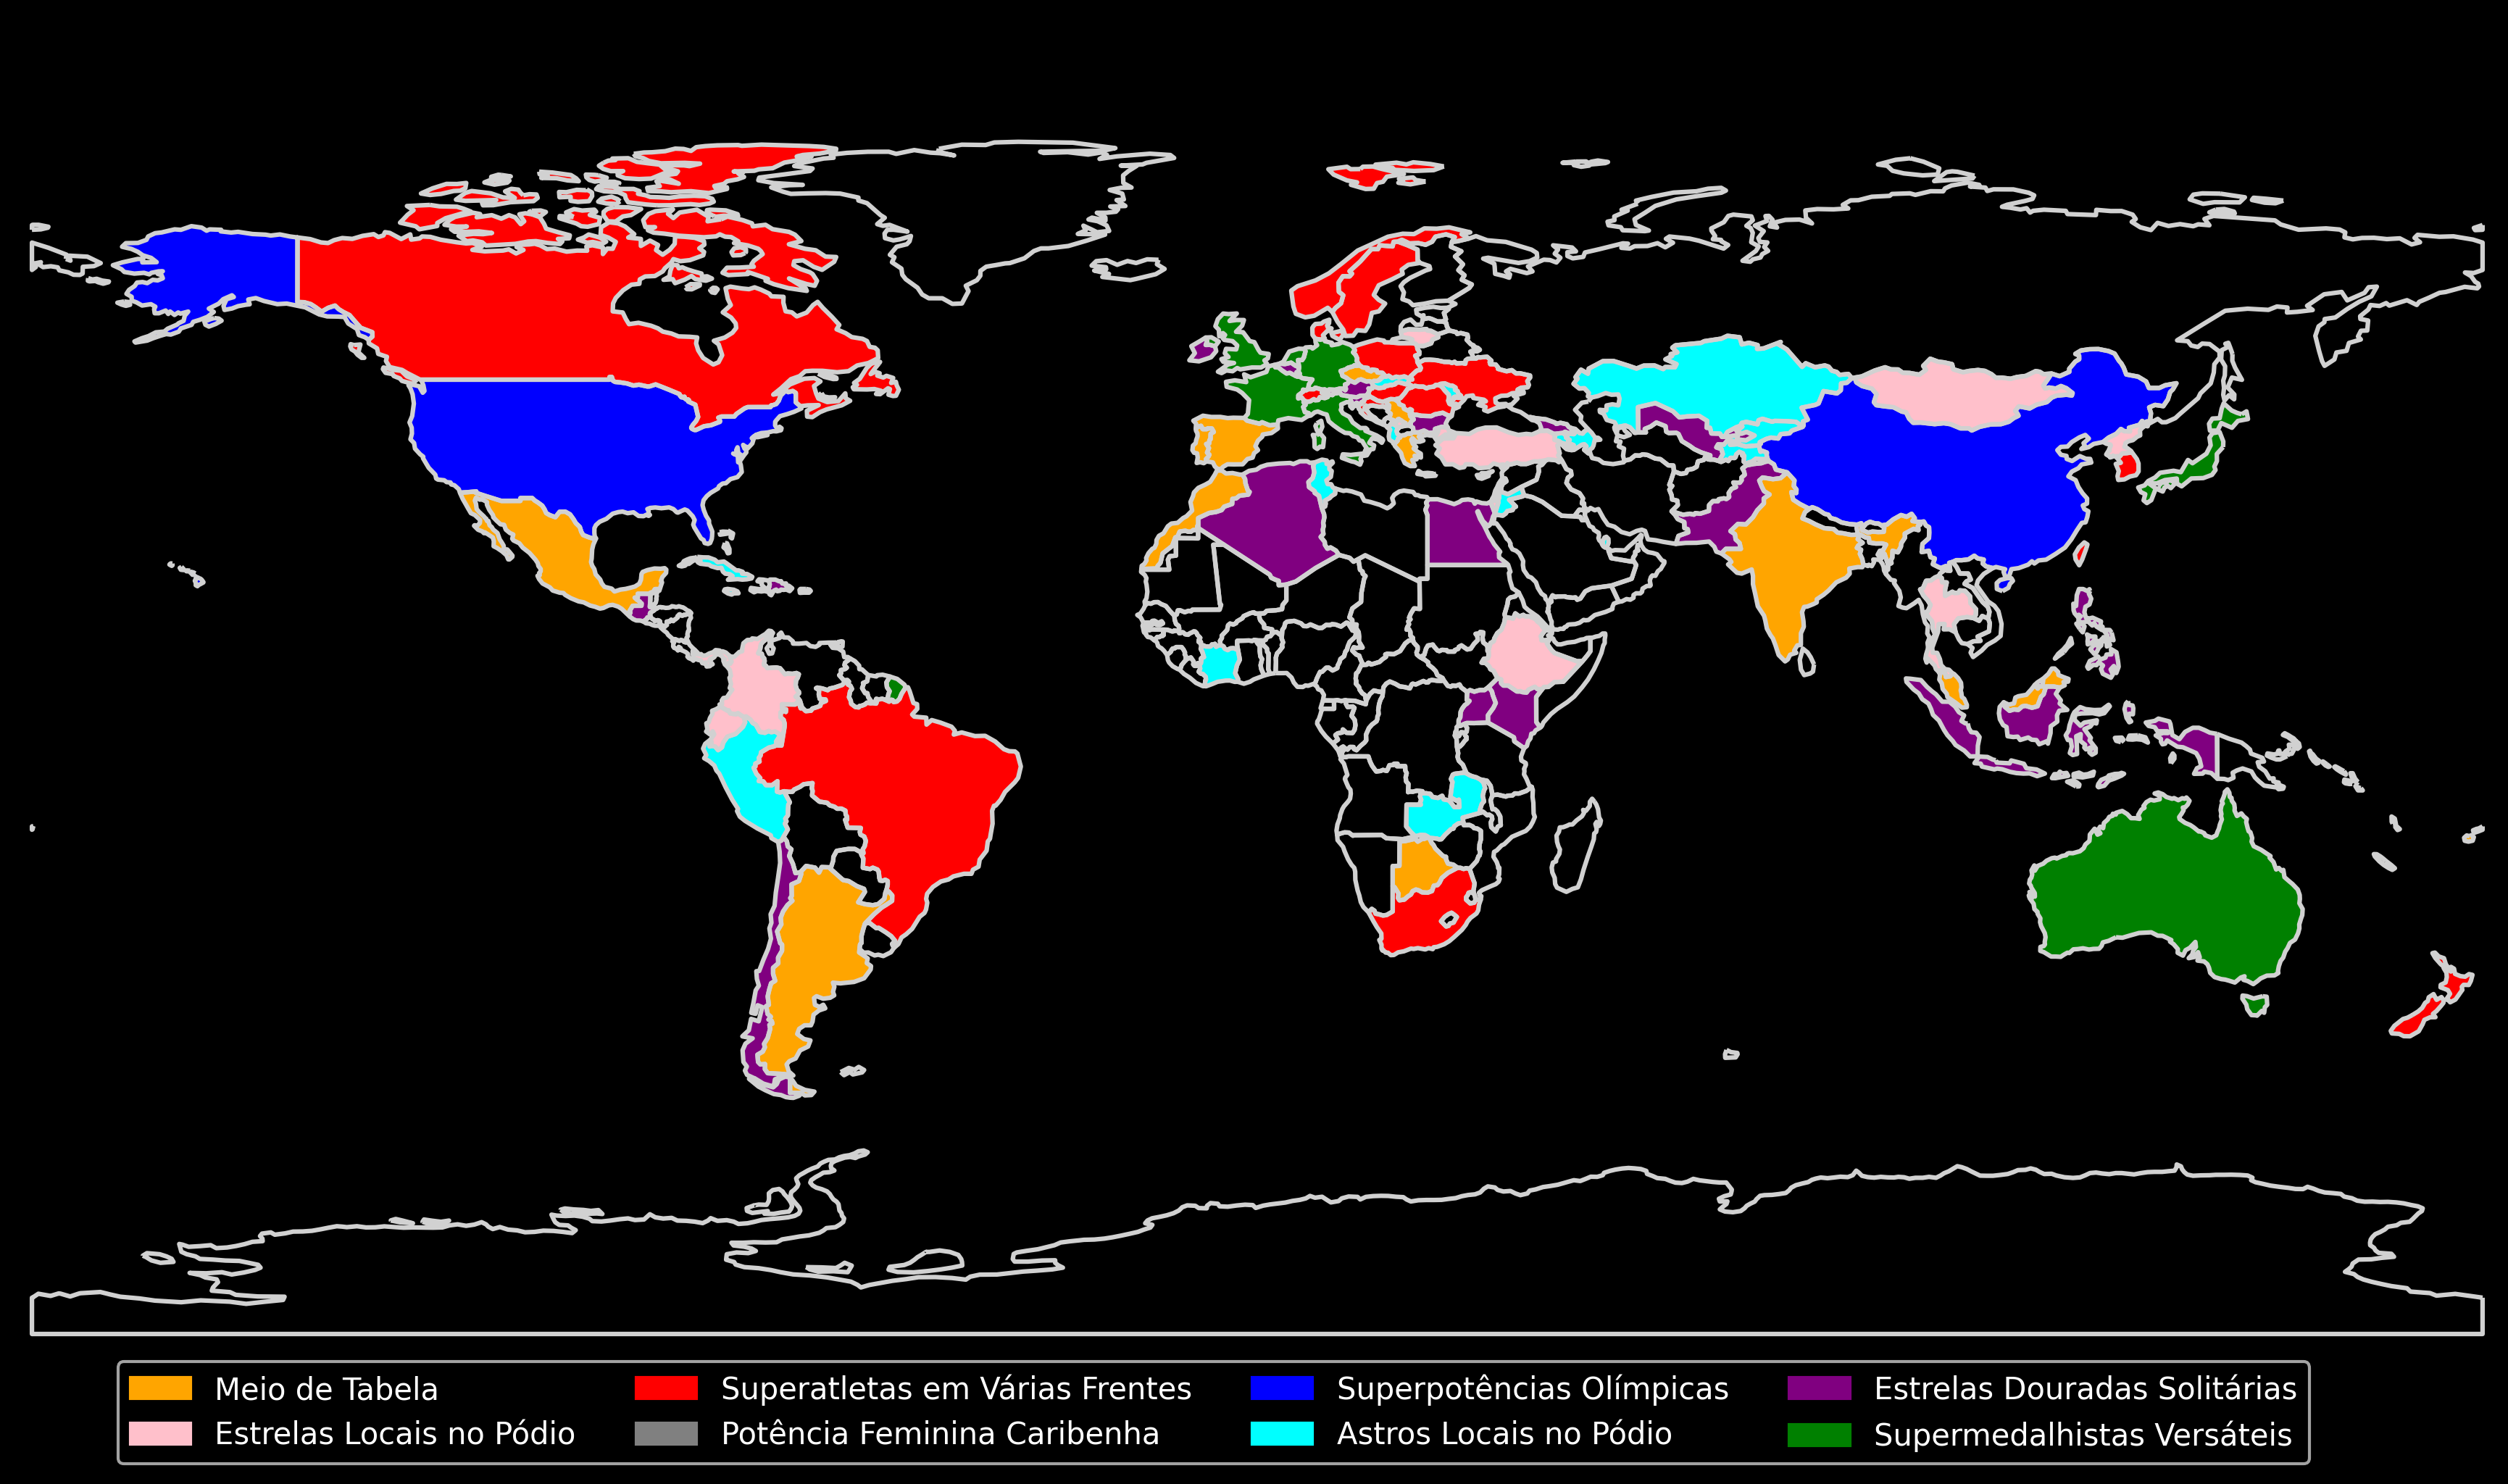 Meio de Tabela
Superatletas em Várias Frentes
Superpotências Olímpicas
Estrelas Douradas Solitárias
Estrelas Locais no Pódio
Potência Feminina Caribenha
Astros Locais no Pódio
Supermedalhistas Versáteis